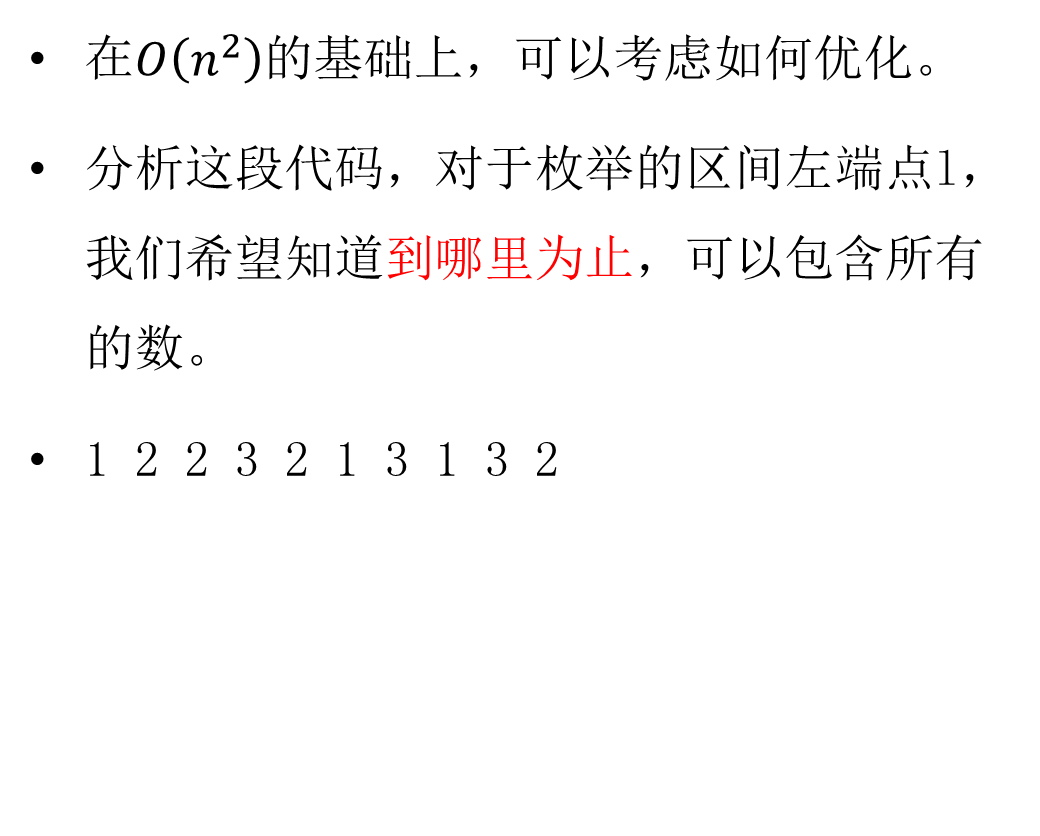 • 在𝑂(𝑛²)的基础上，可以考虑如何优化。
• 分析这段代码，对于枚举的区间左端点l，
我们希望知道到哪里为止，可以包含所有
的数。
• 1 2 2 3 2 1 3 1 3 2